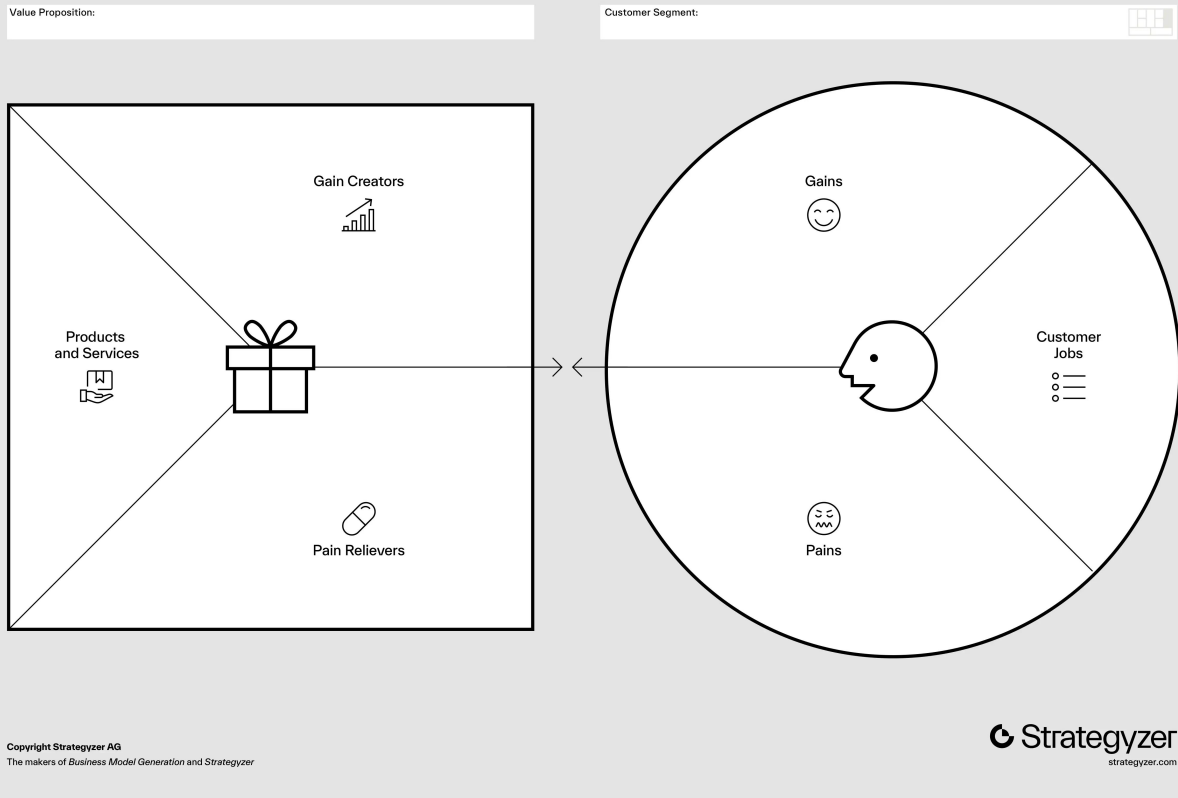 Value Proposition:
Customer Segment:
Gain Creators
Gains
Products
and Services
Customer
Jobs
Pain Relievers
Pains
Copyright Strategyzer AG
The makers of Business Model Generation and Strategyzer
Strategyzer
strategyzer.com